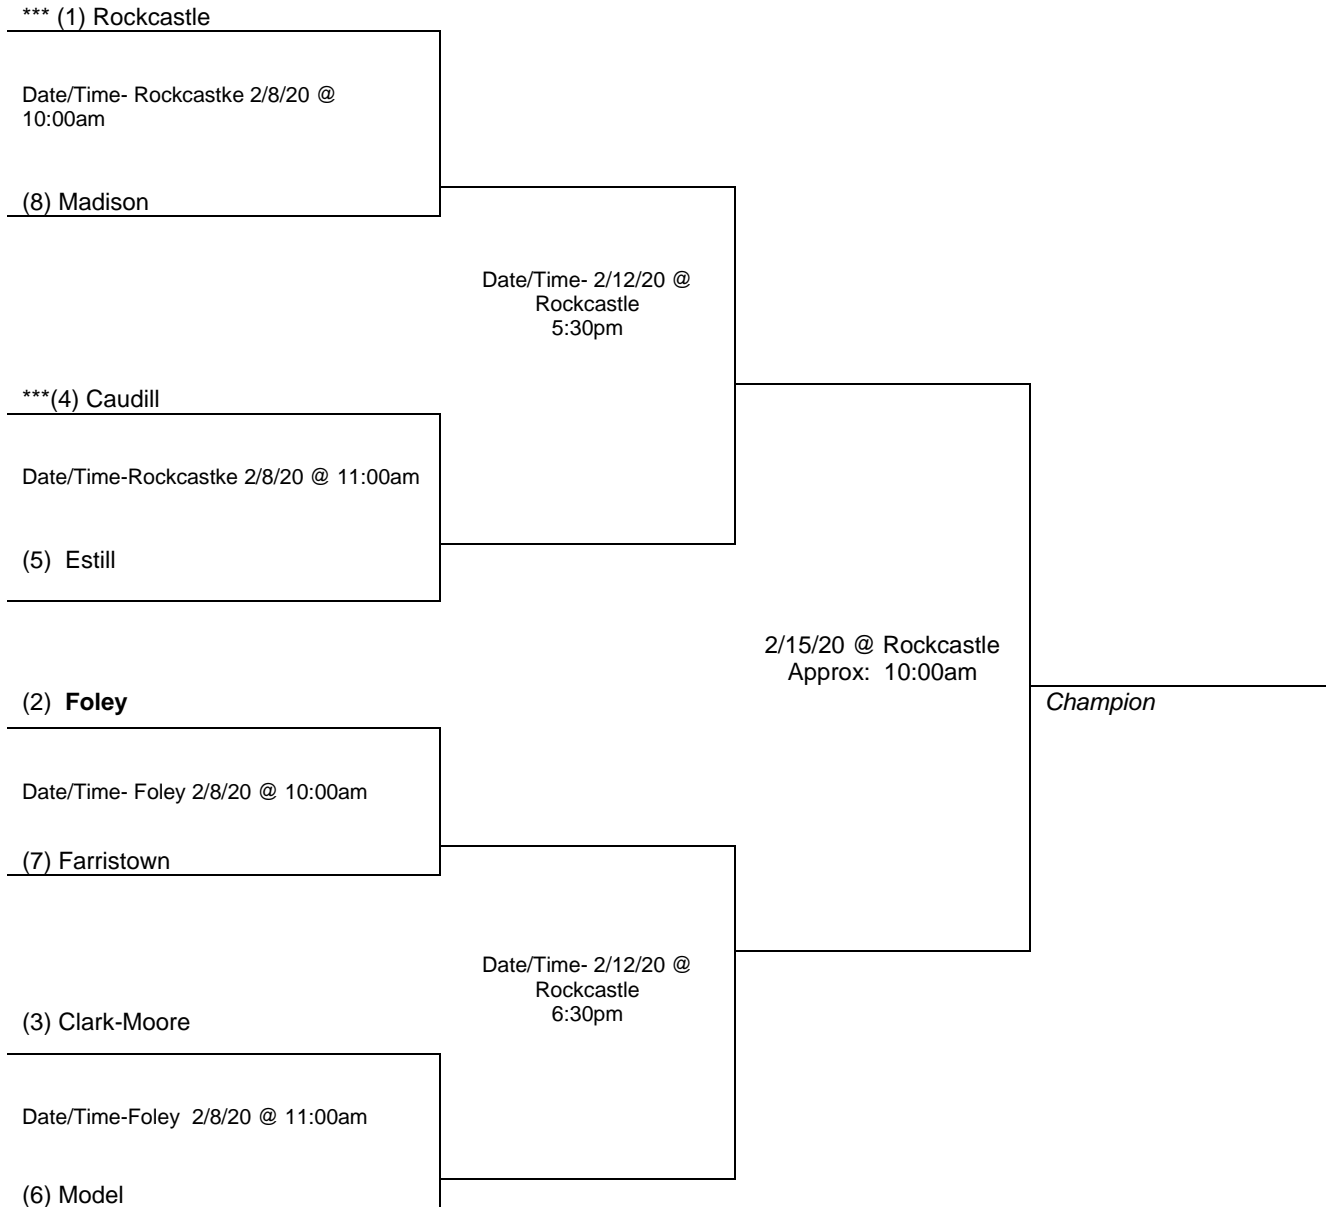 *** (1) Rockcastle
Date/Time- Rockcastke 2/8/20 @
10:00am
(8) Madison
Date/Time- 2/12/20 @
Rockcastle
5:30pm
***(4) Caudill
Date/Time-Rockcastke 2/8/20 @ 11:00am
(5) Estill
2/15/20 @ Rockcastle
Approx: 10:00am
Champion
(2) Foley
Date/Time- Foley 2/8/20 @ 10:00am
(7) Farristown
Date/Time- 2/12/20 @
Rockcastle
6:30pm
(3) Clark-Moore
Date/Time-Foley 2/8/20 @ 11:00am
(6) Model